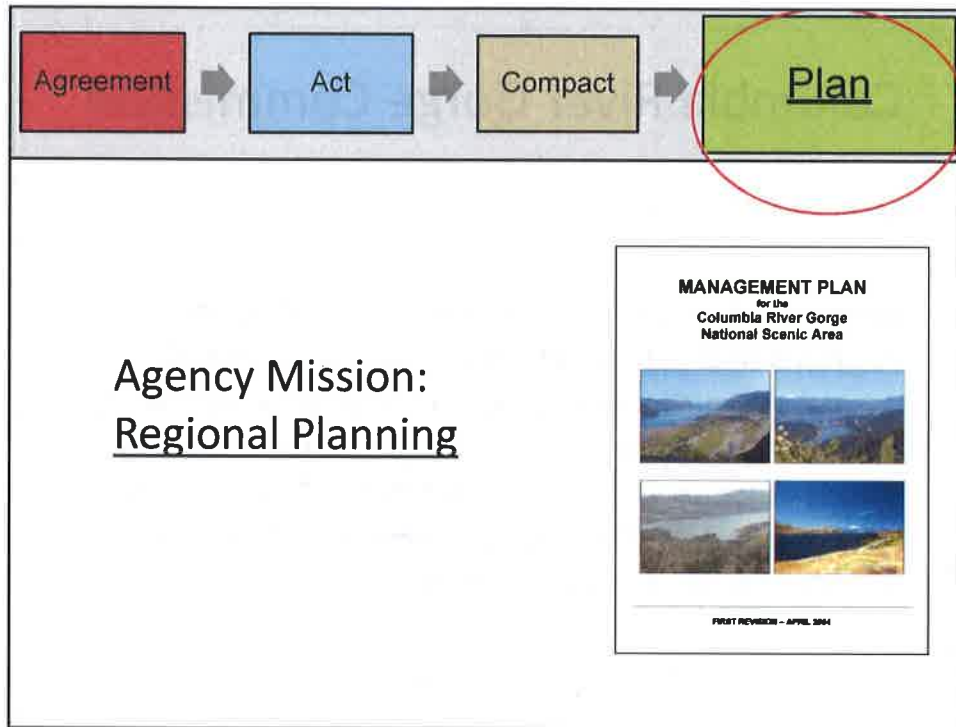 Agreement
Act
Compact
Plan
Agency Mission:
Regional Planning
MANAGEMENT PLAN
for the
Columbia River Gorge
National Scenic Area
FIRST REVISION – APRIL 2004